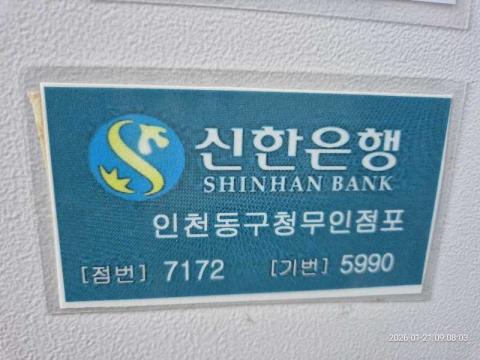 신한은행
SHINHAN BANK
인천동구청무인점포
[점번] 7172 [기번] 5990
2026-01-21 09:08:03